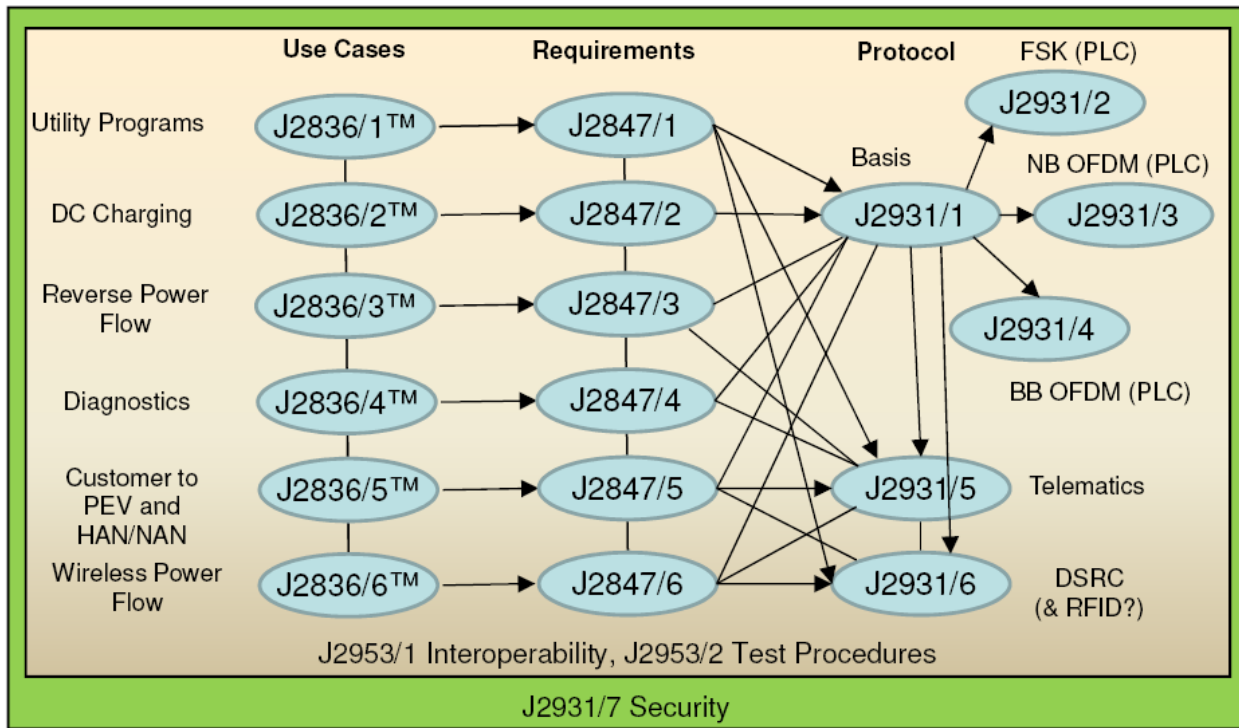 Use Cases
Requirements
Protocol
FSK (PLC)
Utility Programs
J2836/1™
J2847/1
J2931/2
Basis
NB OFDM (PLC)
DC Charging
J2836/2™
J2847/2
J2931/1
J2931/3
Reverse Power
Flow
J2836/3™
J2847/3
J2931/4
Diagnostics
J2836/4™
J2847/4
BB OFDM (PLC)
Customer to
PEV and
HAN/NAN
J2836/5™
J2847/5
J2931/5
Telematics
Wireless Power
Flow
J2836/6™
J2847/6
J2931/6
DSRC
(& RFID?)
J2953/1 Interoperability, J2953/2 Test Procedures
J2931/7 Security